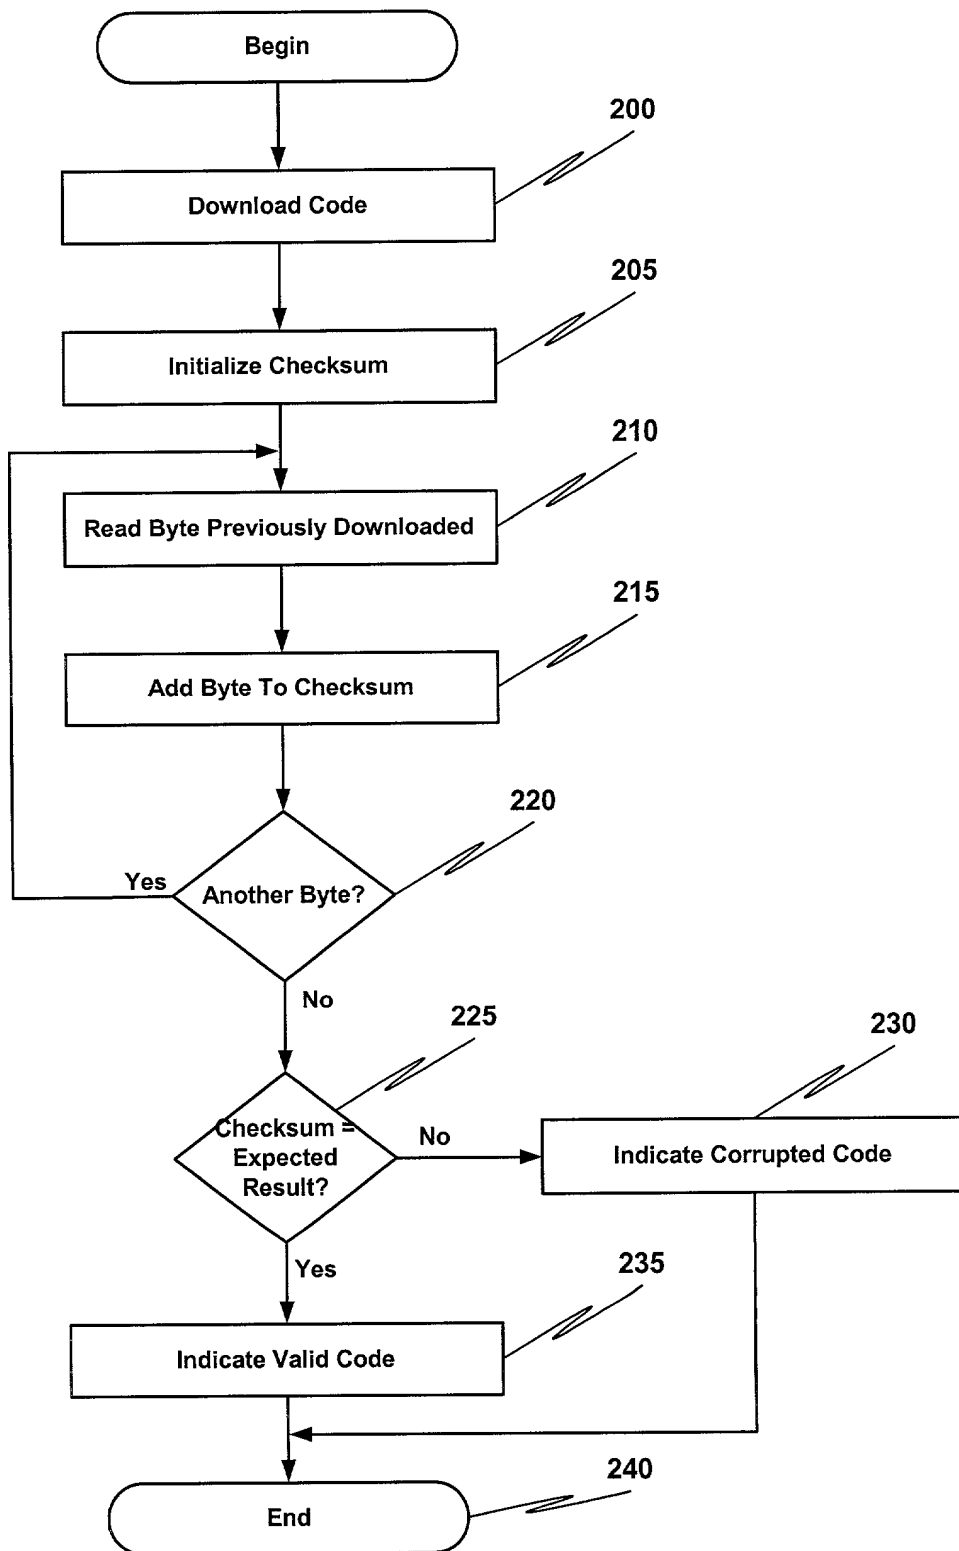 Begin
200
Download Code
205
Initialize Checksum
210
Read Byte Previously Downloaded
215
Add Byte To Checksum
220
Yes
Another Byte?
No
225
230
Checksum =
Expected
Result?
No
Indicate Corrupted Code
Yes
235
Indicate Valid Code
240
End